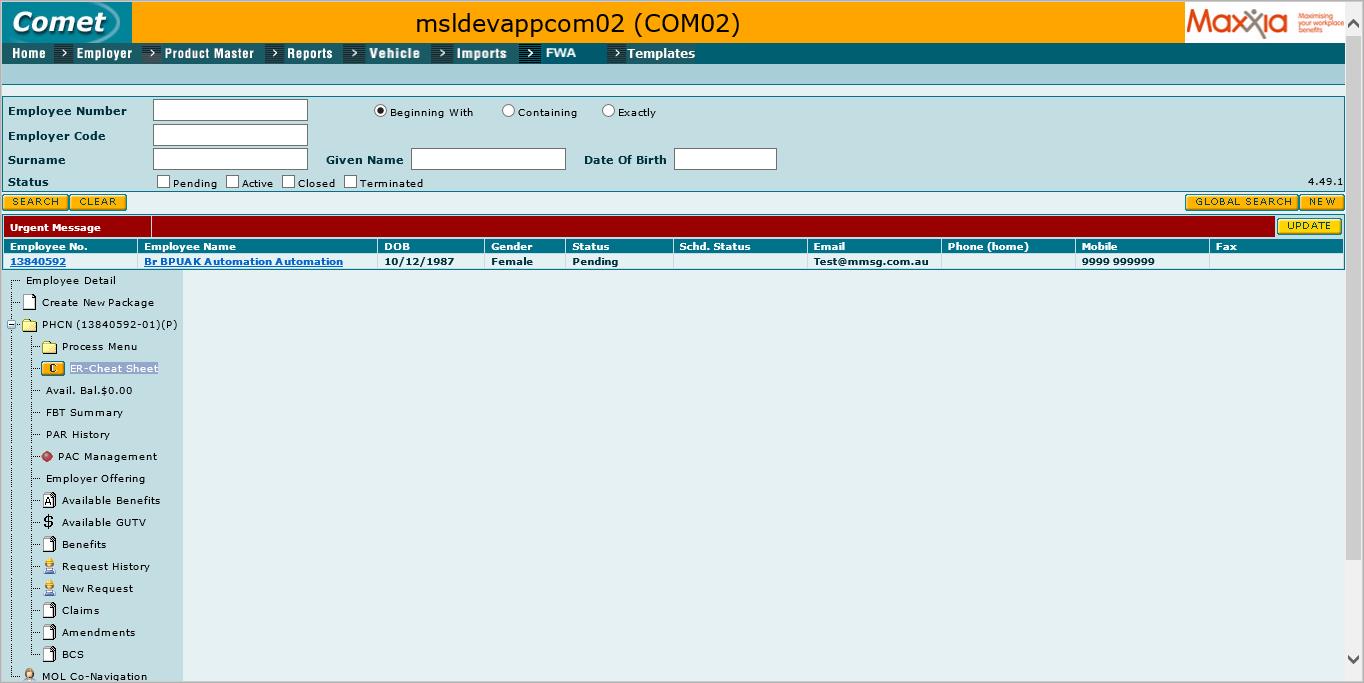 Comet
msldevappcom02 (COM02)
Maxxia Maximising your workplace benefits
Home > Employer > Product Master > Reports > Vehicle > Imports > FWA > Templates
Employee Number Beginning With Containing Exactly
Employer Code
Surname Given Name Date Of Birth
Status Pending Active Closed Terminated 4.49.1
SEARCH CLEAR GLOBAL SEARCH NEW
Urgent Message UPDATE
Employee No. Employee Name DOB Gender Status Schd. Status Email Phone (home) Mobile Fax
13840592 Br BPUAK Automation Automation 10/12/1987 Female Pending Test@mmsg.com.au 9999 999999
Employee Detail
Create New Package
PHCN (13840592-01)(P)
Process Menu
C ER-Cheat Sheet
Avail. Bal.$0.00
FBT Summary
PAR History
PAC Management
Employer Offering
A Available Benefits
$ Available GUTV
Benefits
Request History
New Request
Claims
Amendments
BCS
MOL Co-Navigation